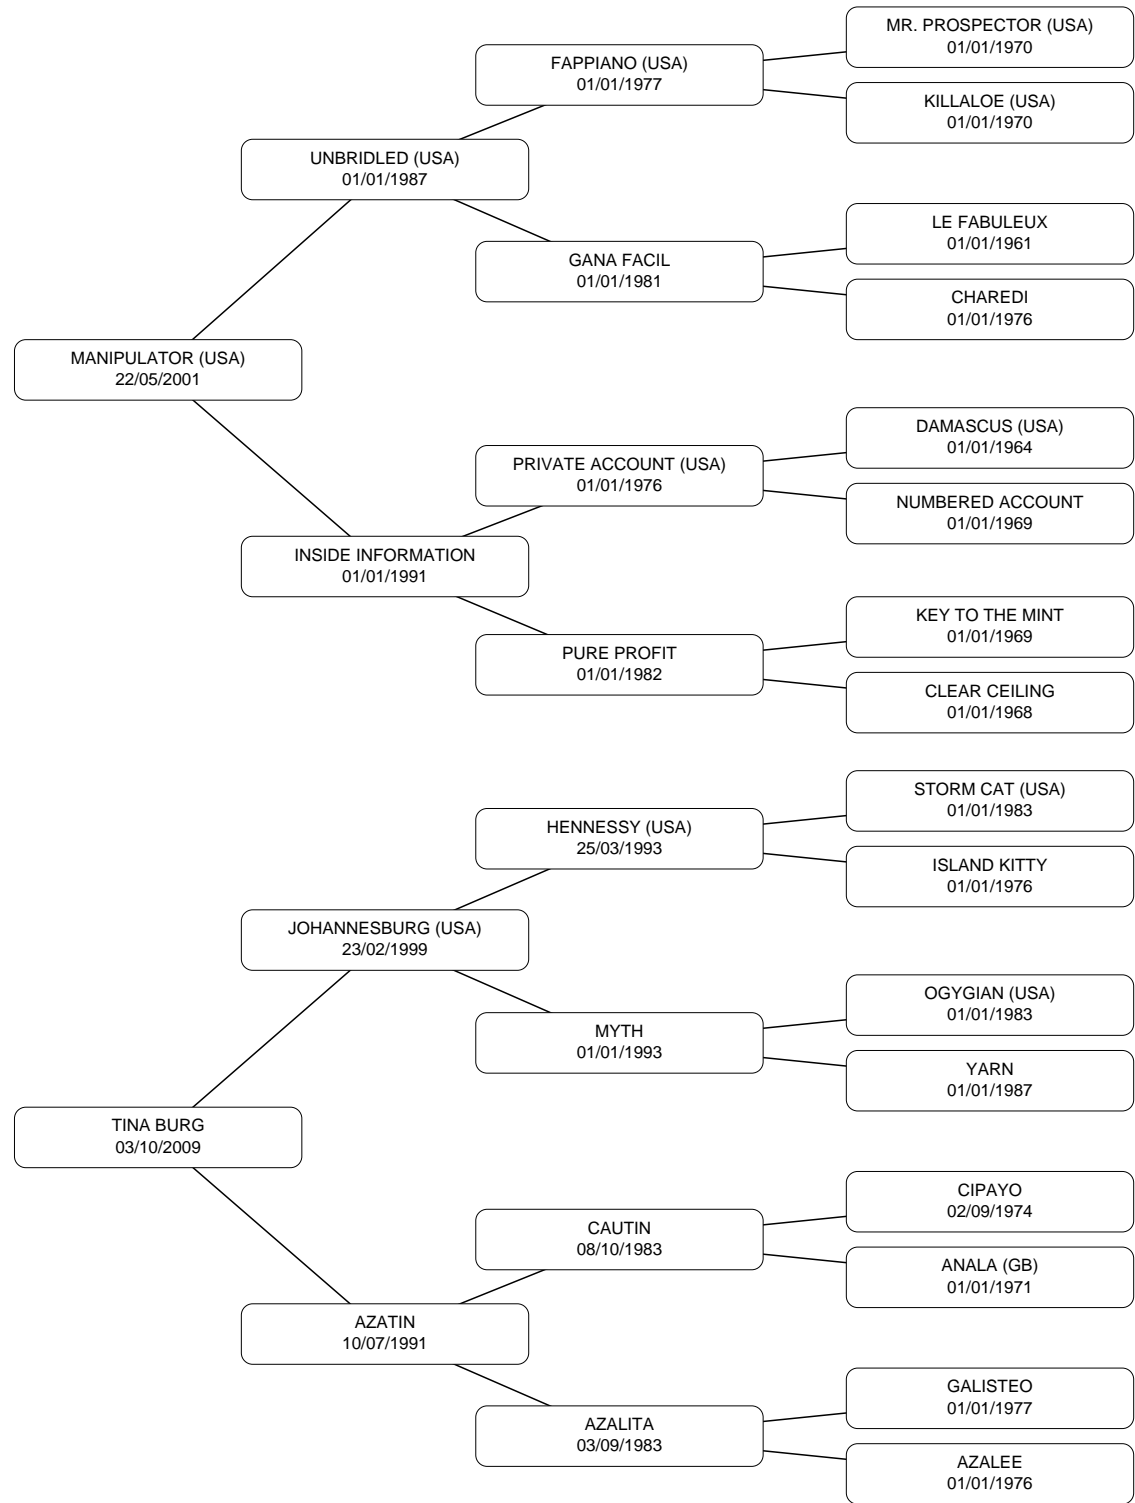 MR. PROSPECTOR (USA)
01/01/1970
FAPPIANO (USA)
01/01/1977
KILLALOE (USA)
01/01/1970
UNBRIDLED (USA)
01/01/1987
LE FABULEUX
01/01/1961
GANA FACIL
01/01/1981
CHAREDI
01/01/1976
MANIPULATOR (USA)
22/05/2001
DAMASCUS (USA)
01/01/1964
PRIVATE ACCOUNT (USA)
01/01/1976
NUMBERED ACCOUNT
01/01/1969
INSIDE INFORMATION
01/01/1991
KEY TO THE MINT
01/01/1969
PURE PROFIT
01/01/1982
CLEAR CEILING
01/01/1968
STORM CAT (USA)
01/01/1983
HENNESSY (USA)
25/03/1993
ISLAND KITTY
01/01/1976
JOHANNESBURG (USA)
23/02/1999
OGYGIAN (USA)
01/01/1983
MYTH
01/01/1993
YARN
01/01/1987
TINA BURG
03/10/2009
CIPAYO
02/09/1974
CAUTIN
08/10/1983
ANALA (GB)
01/01/1971
AZATIN
10/07/1991
GALISTEO
01/01/1977
AZALITA
03/09/1983
AZALEE
01/01/1976